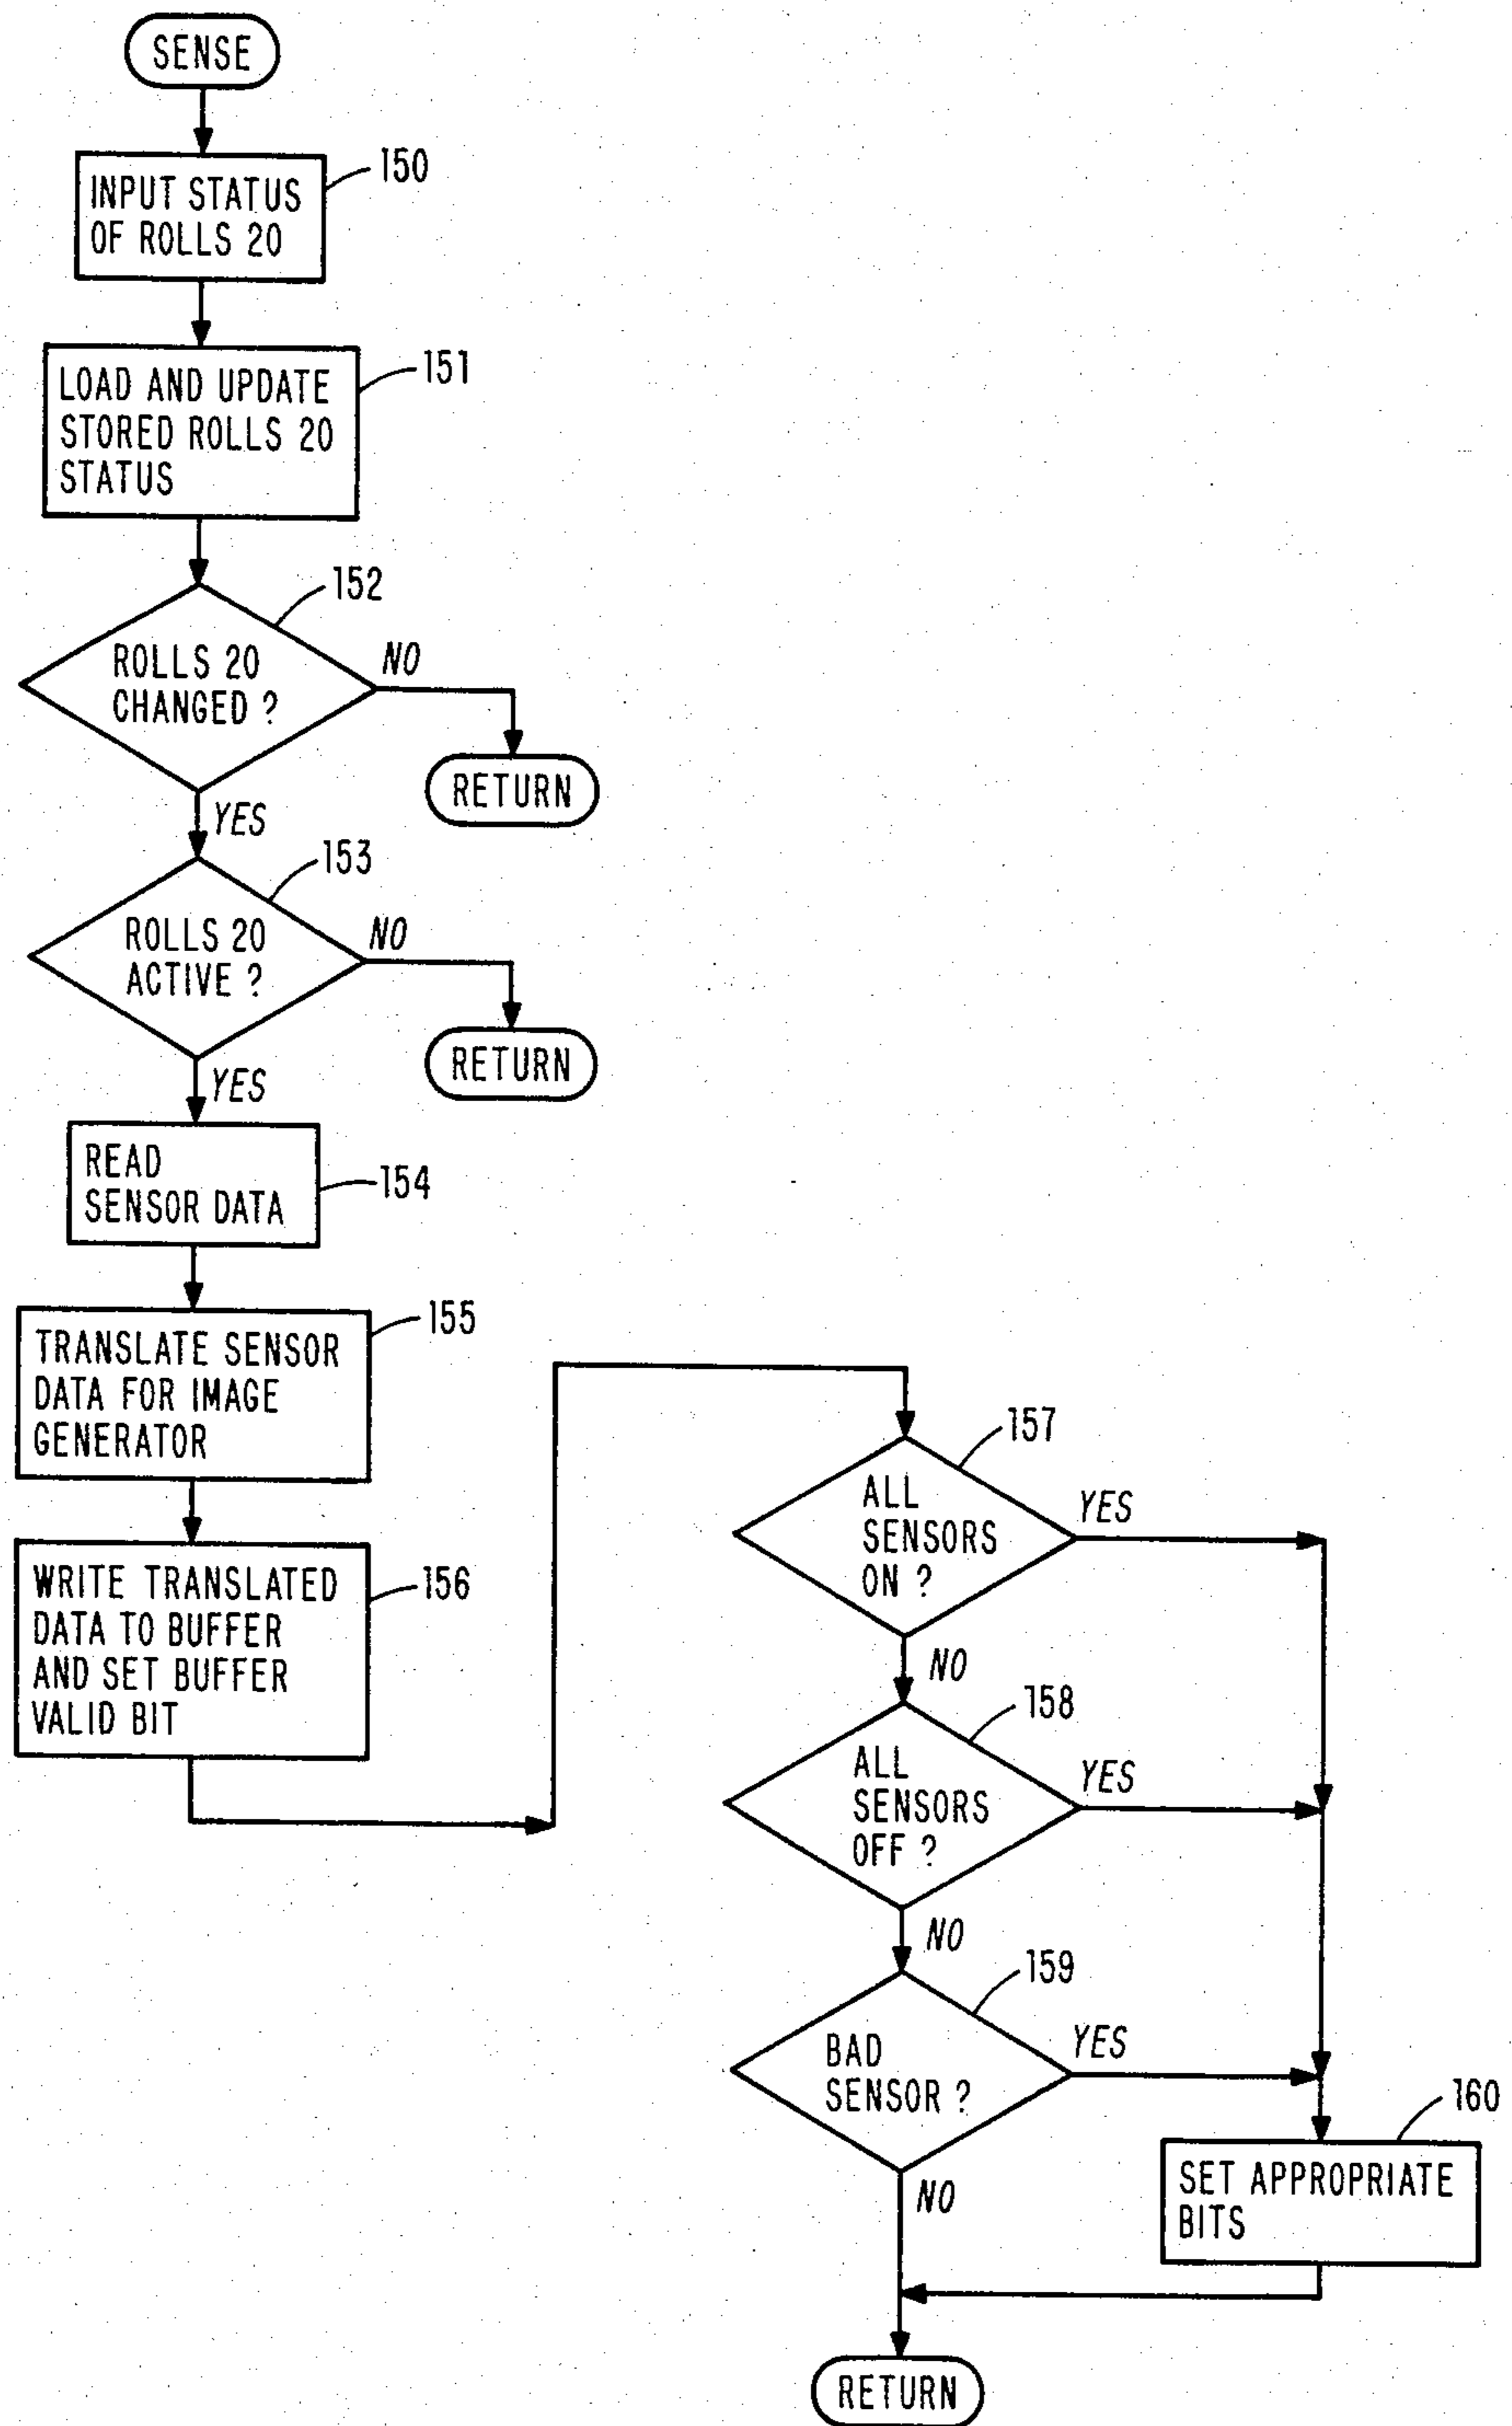 SENSE
150
INPUT STATUS
OF ROLLS 20
151
LOAD AND UPDATE
STORED ROLLS 20
STATUS
152
ROLLS 20
CHANGED ?
NO
RETURN
YES
153
ROLLS 20
ACTIVE ?
NO
RETURN
YES
READ
SENSOR DATA
154
155
TRANSLATE SENSOR
DATA FOR IMAGE
GENERATOR
156
WRITE TRANSLATED
DATA TO BUFFER
AND SET BUFFER
VALID BIT
157
ALL
SENSORS
ON ?
YES
NO
158
ALL
SENSORS
OFF ?
YES
NO
159
BAD
SENSOR ?
YES
NO
160
SET APPROPRIATE
BITS
RETURN